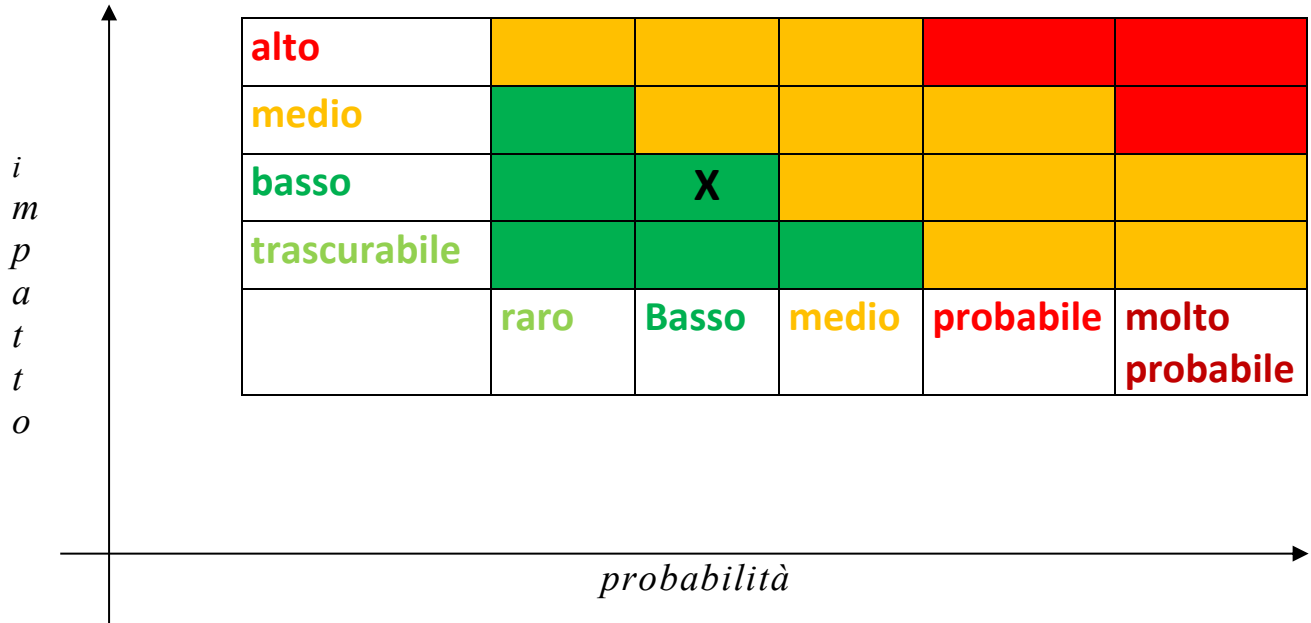 alto
medio
basso X
trascurabile
raro Basso medio probabile molto
probabile
i
m
p
a
t
t
o
probabilità